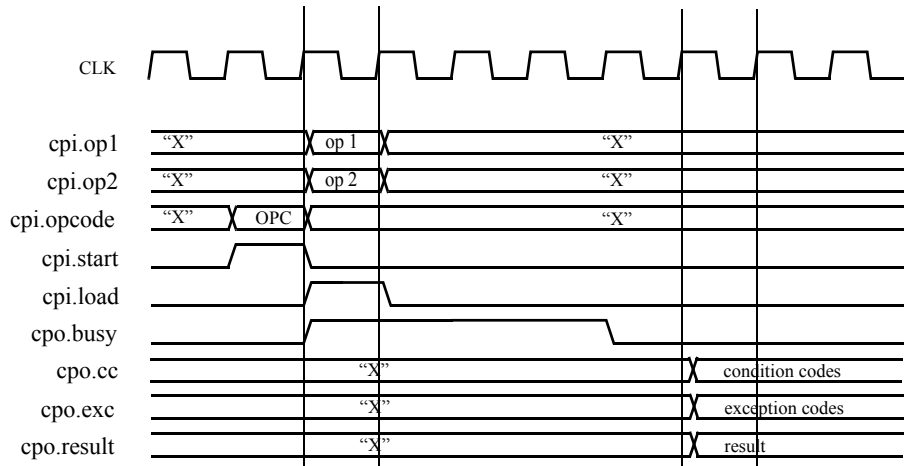 CLK
cpi.op1 “X” op 1 “X”
cpi.op2 “X” op 2 “X”
cpi.opcode “X” OPC “X”
cpi.start
cpi.load
cpo.busy
cpo.cc “X” condition codes
cpo.exc “X” exception codes
cpo.result “X” result